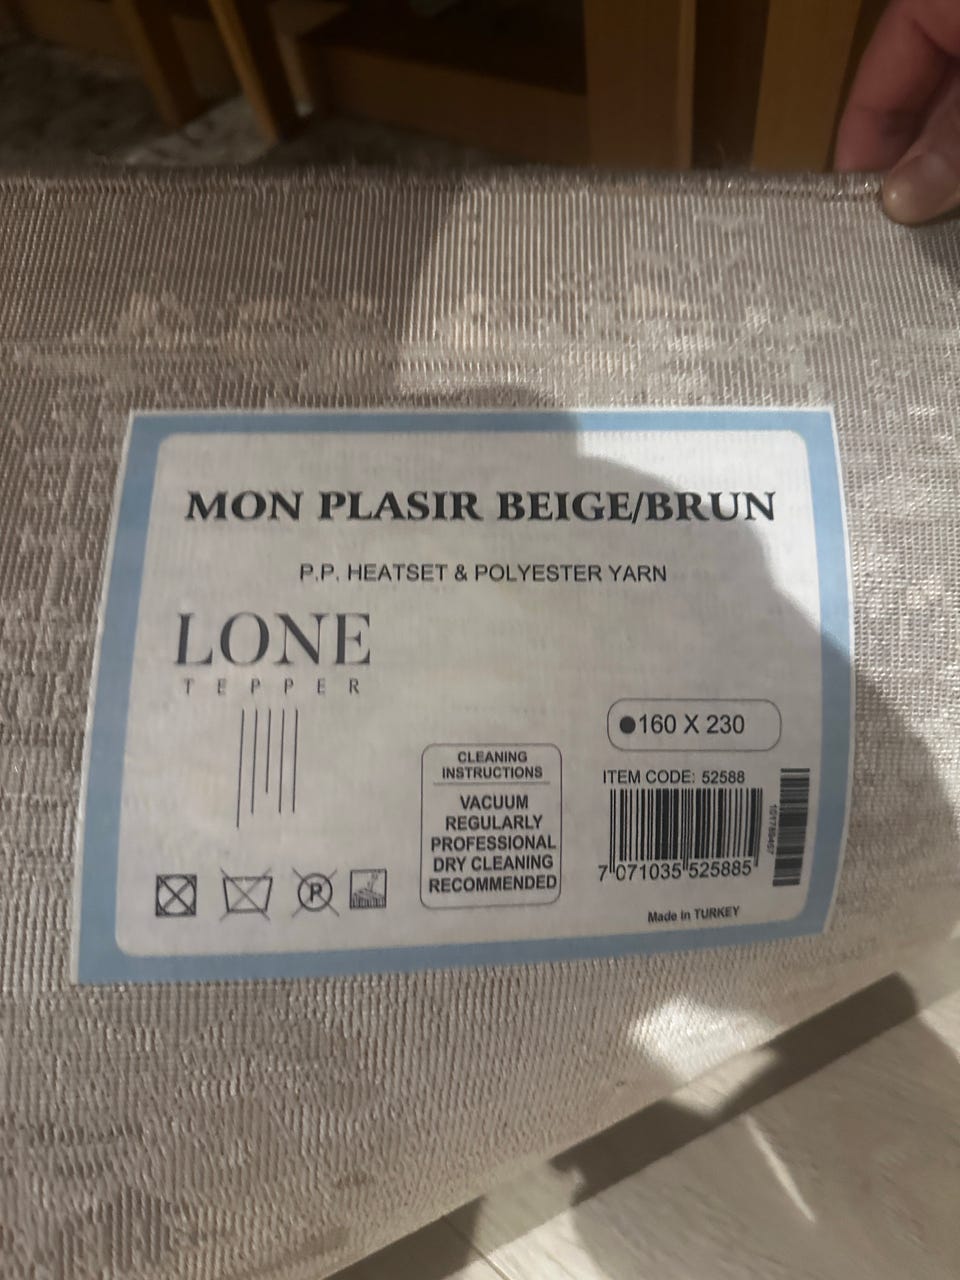 MON PLASIR BEIGE/BRUN
P.P. HEATSET & POLYESTER YARN
LONE
TEPPER
160 X 230
CLEANING
INSTRUCTIONS
VACUUM
REGULARLY
PROFESSIONAL
DRY CLEANING
RECOMMENDED
ITEM CODE: 52588
7 071035 525885
P
Made in TURKEY